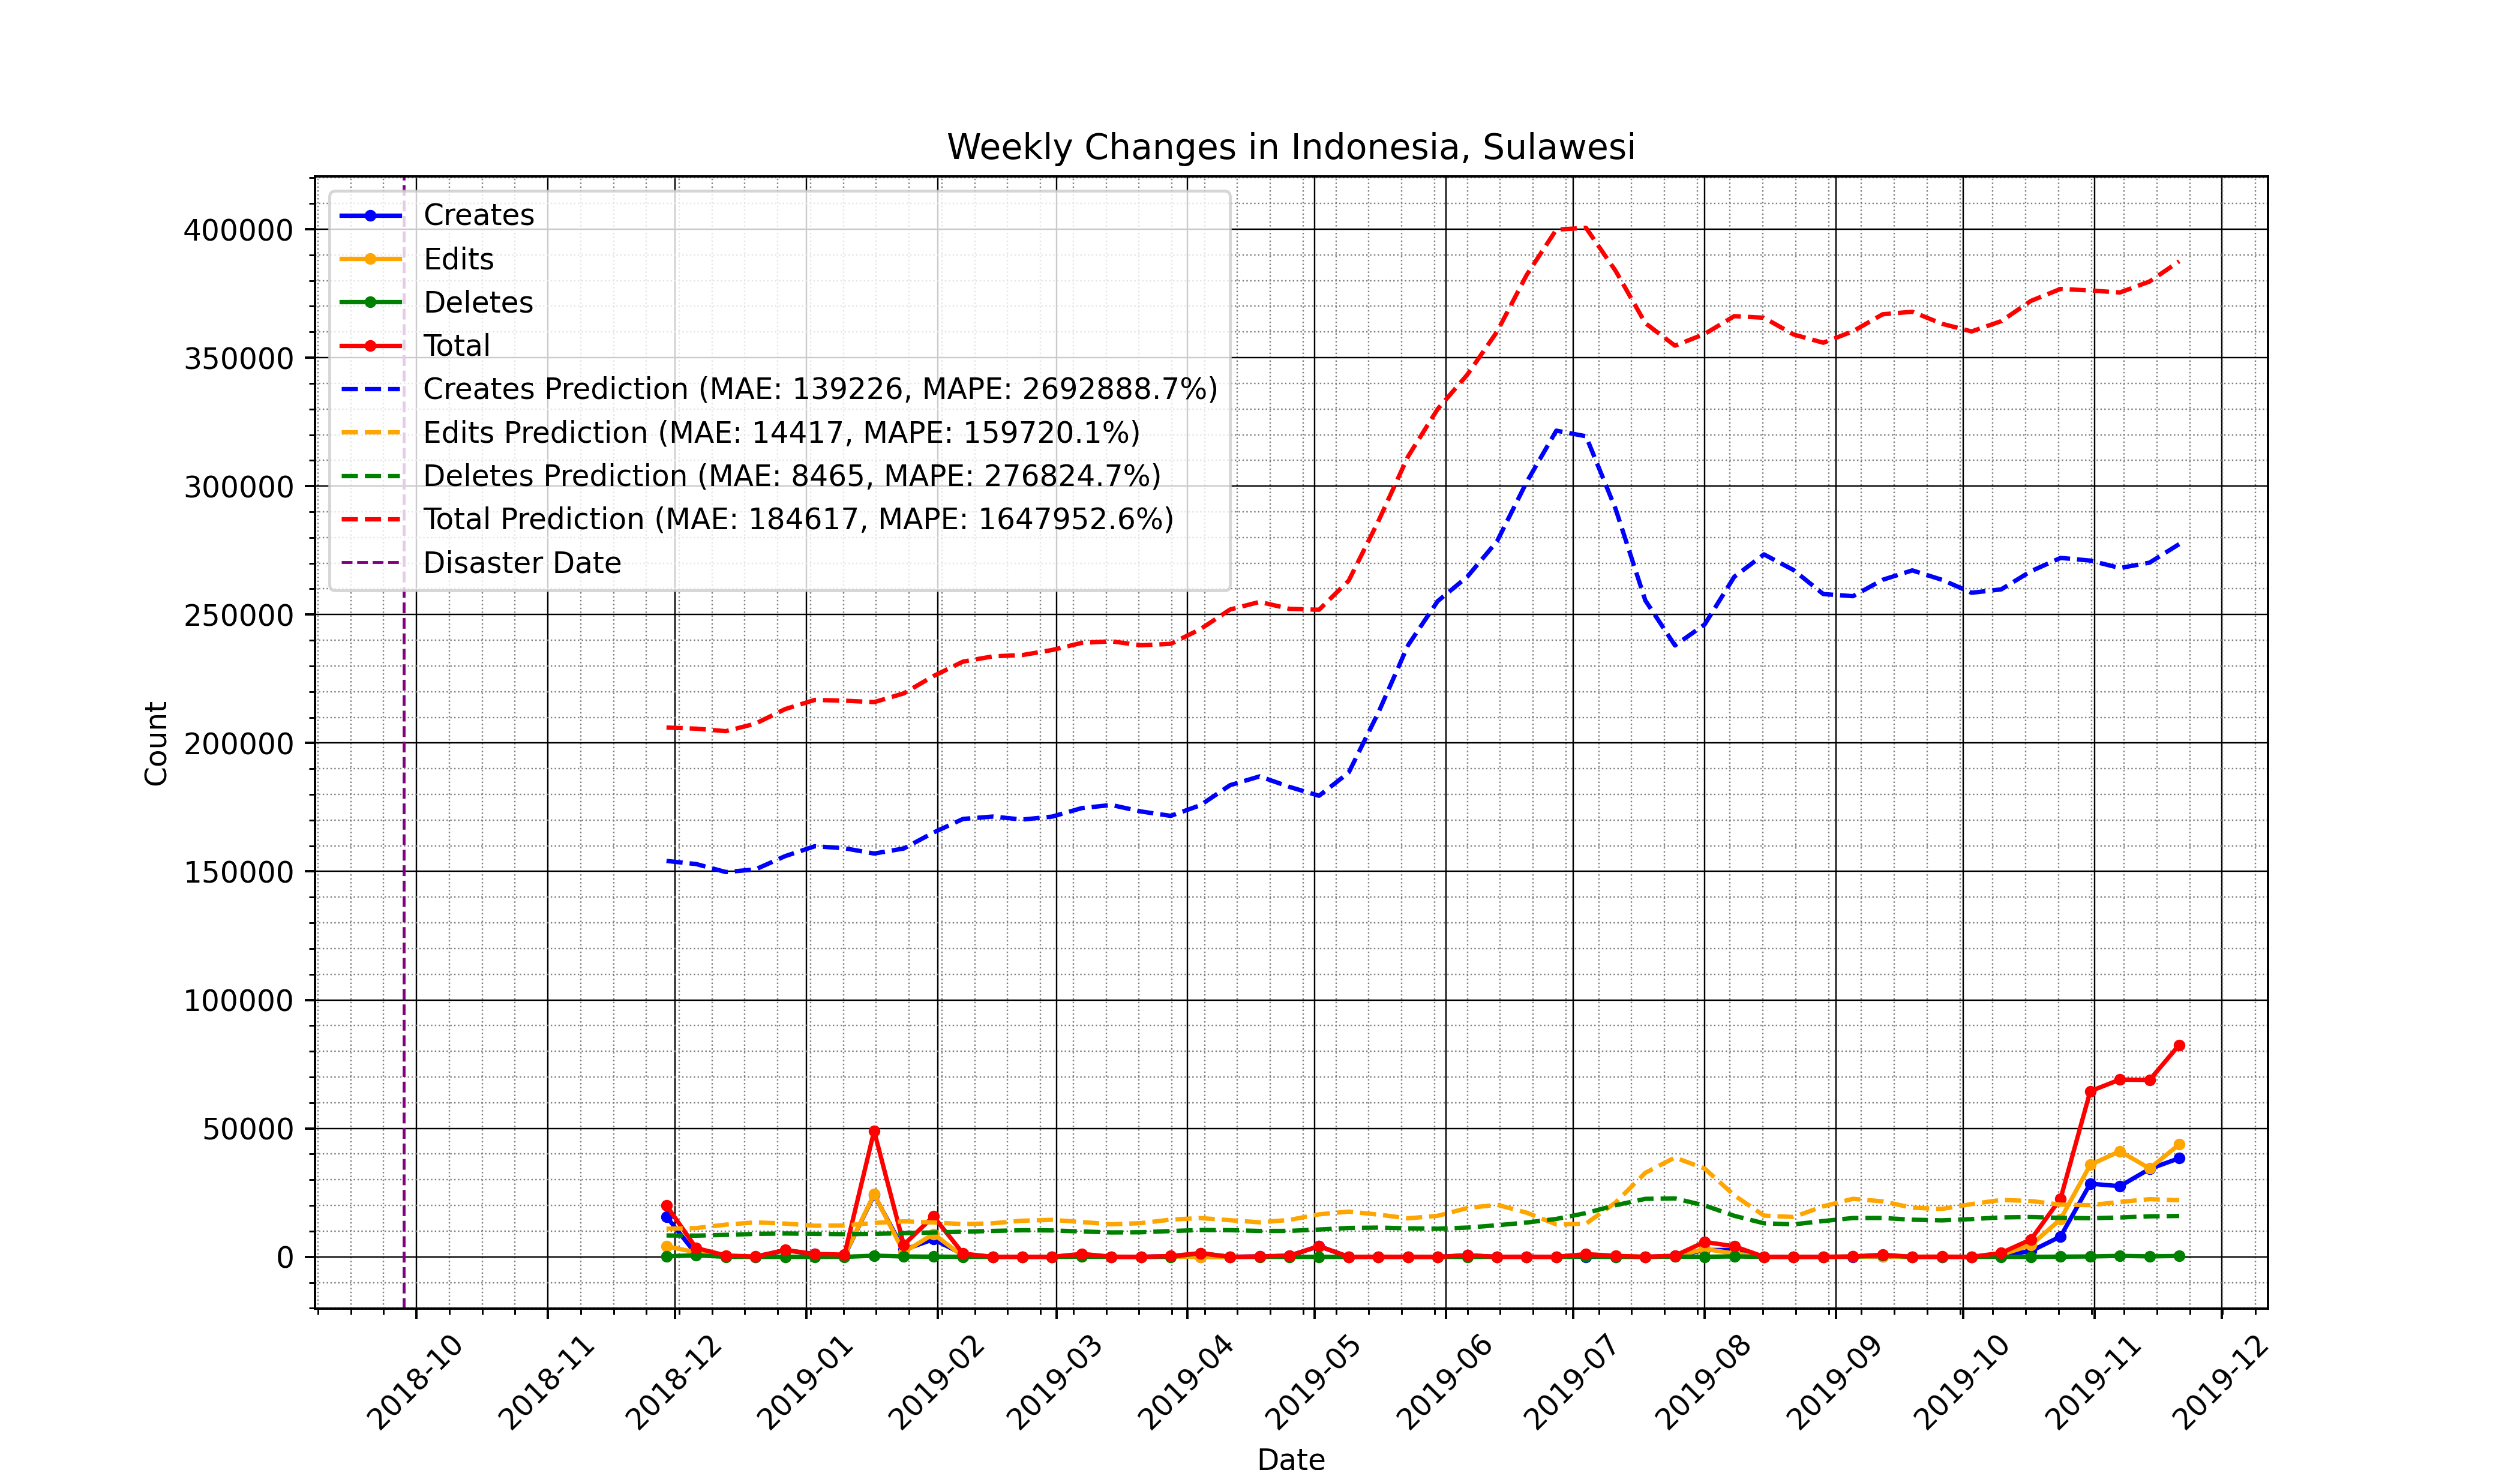 Weekly Changes in Indonesia, Sulawesi
Creates
Edits
Deletes
Total
Creates Prediction (MAE: 139226, MAPE: 2692888.7%)
Edits Prediction (MAE: 14417, MAPE: 159720.1%)
Deletes Prediction (MAE: 8465, MAPE: 276824.7%)
Total Prediction (MAE: 184617, MAPE: 1647952.6%)
Disaster Date
400000
350000
300000
250000
200000
150000
100000
50000
0
Count
2018-10
2018-11
2018-12
2019-01
2019-02
2019-03
2019-04
2019-05
2019-06
2019-07
2019-08
2019-09
2019-10
2019-11
2019-12
Date